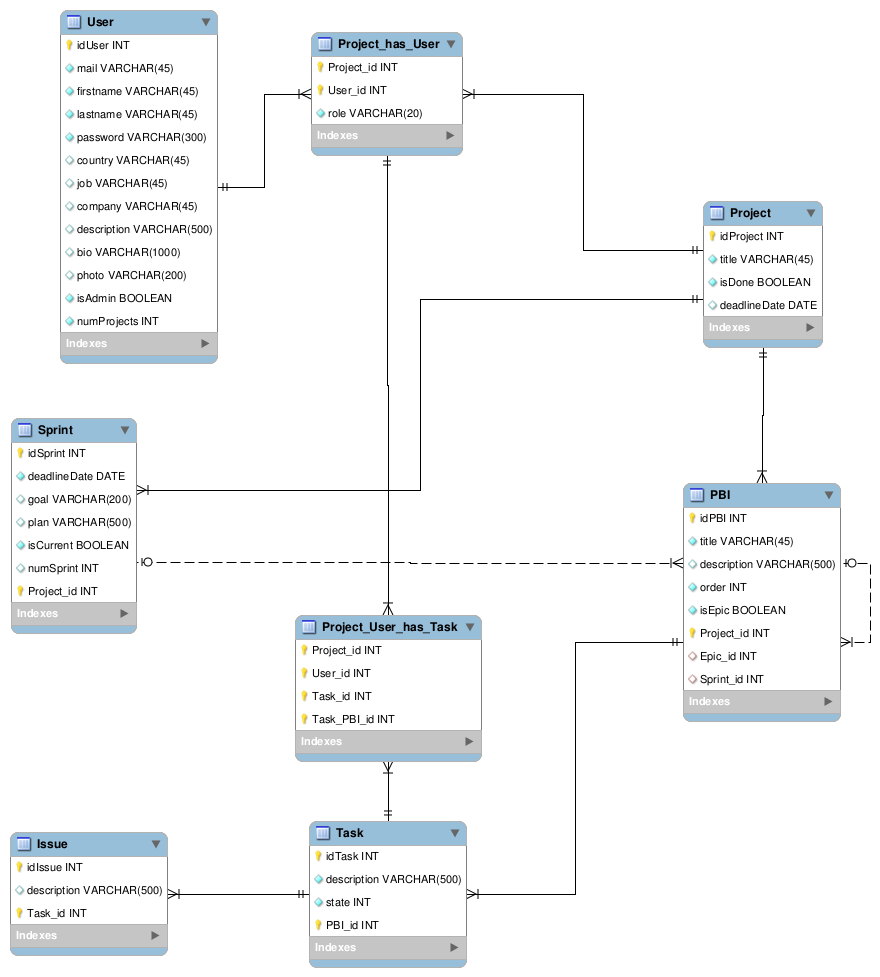 User
idUser INT
mail VARCHAR(45)
firstname VARCHAR(45)
lastname VARCHAR(45)
password VARCHAR(300)
country VARCHAR(45)
job VARCHAR(45)
company VARCHAR(45)
description VARCHAR(500)
bio VARCHAR(1000)
photo VARCHAR(200)
isAdmin BOOLEAN
numProjects INT
Indexes
Project_has_User
Project_id INT
User_id INT
role VARCHAR(20)
Indexes
Project
idProject INT
title VARCHAR(45)
isDone BOOLEAN
deadlineDate DATE
Indexes
Sprint
idSprint INT
deadlineDate DATE
goal VARCHAR(200)
plan VARCHAR(500)
isCurrent BOOLEAN
numSprint INT
Project_id INT
Indexes
PBI
idPBI INT
title VARCHAR(45)
description VARCHAR(500)
order INT
isEpic BOOLEAN
Project_id INT
Epic_id INT
Sprint_id INT
Indexes
Project_User_has_Task
Project_id INT
User_id INT
Task_id INT
Task_PBI_id INT
Indexes
Issue
idIssue INT
description VARCHAR(500)
Task_id INT
Indexes
Task
idTask INT
description VARCHAR(500)
state INT
PBI_id INT
Indexes